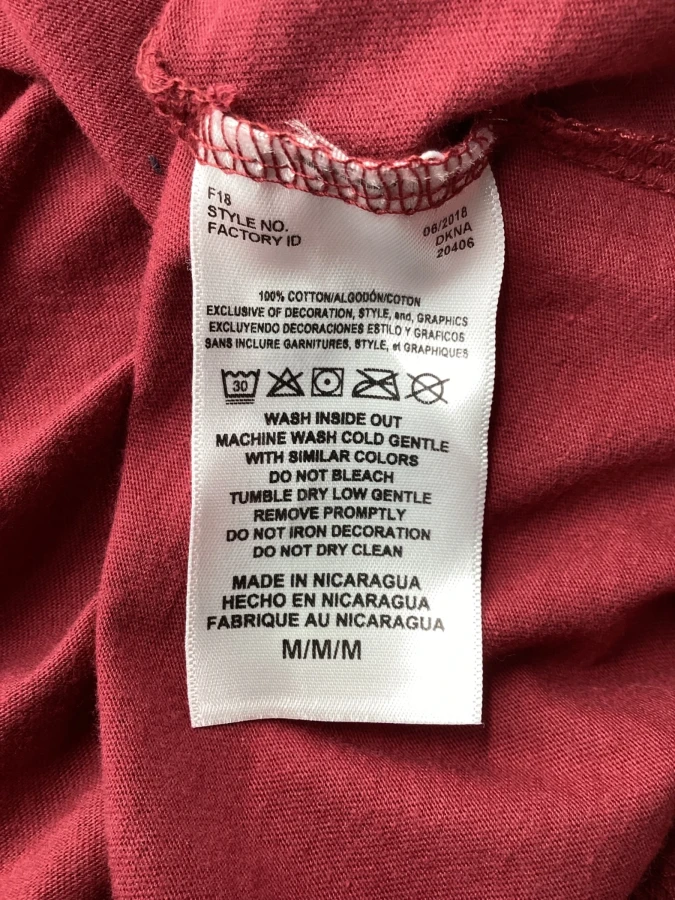 F18
STYLE NO.
FACTORY ID
06/2018
DKNA
20406
100% COTTON/ALGODÓN/COTON
EXCLUSIVE OF DECORATION, STYLE, and, GRAPHICS
EXCLUYENDO DECORACIONES ESTILO Y GRAFICOS
SANS INCLURE GARNITURES, STYLE, et GRAPHIQUES
30
WASH INSIDE OUT
MACHINE WASH COLD GENTLE
WITH SIMILAR COLORS
DO NOT BLEACH
TUMBLE DRY LOW GENTLE
REMOVE PROMPTLY
DO NOT IRON DECORATION
DO NOT DRY CLEAN
MADE IN NICARAGUA
HECHO EN NICARAGUA
FABRIQUE AU NICARAGUA
M/M/M